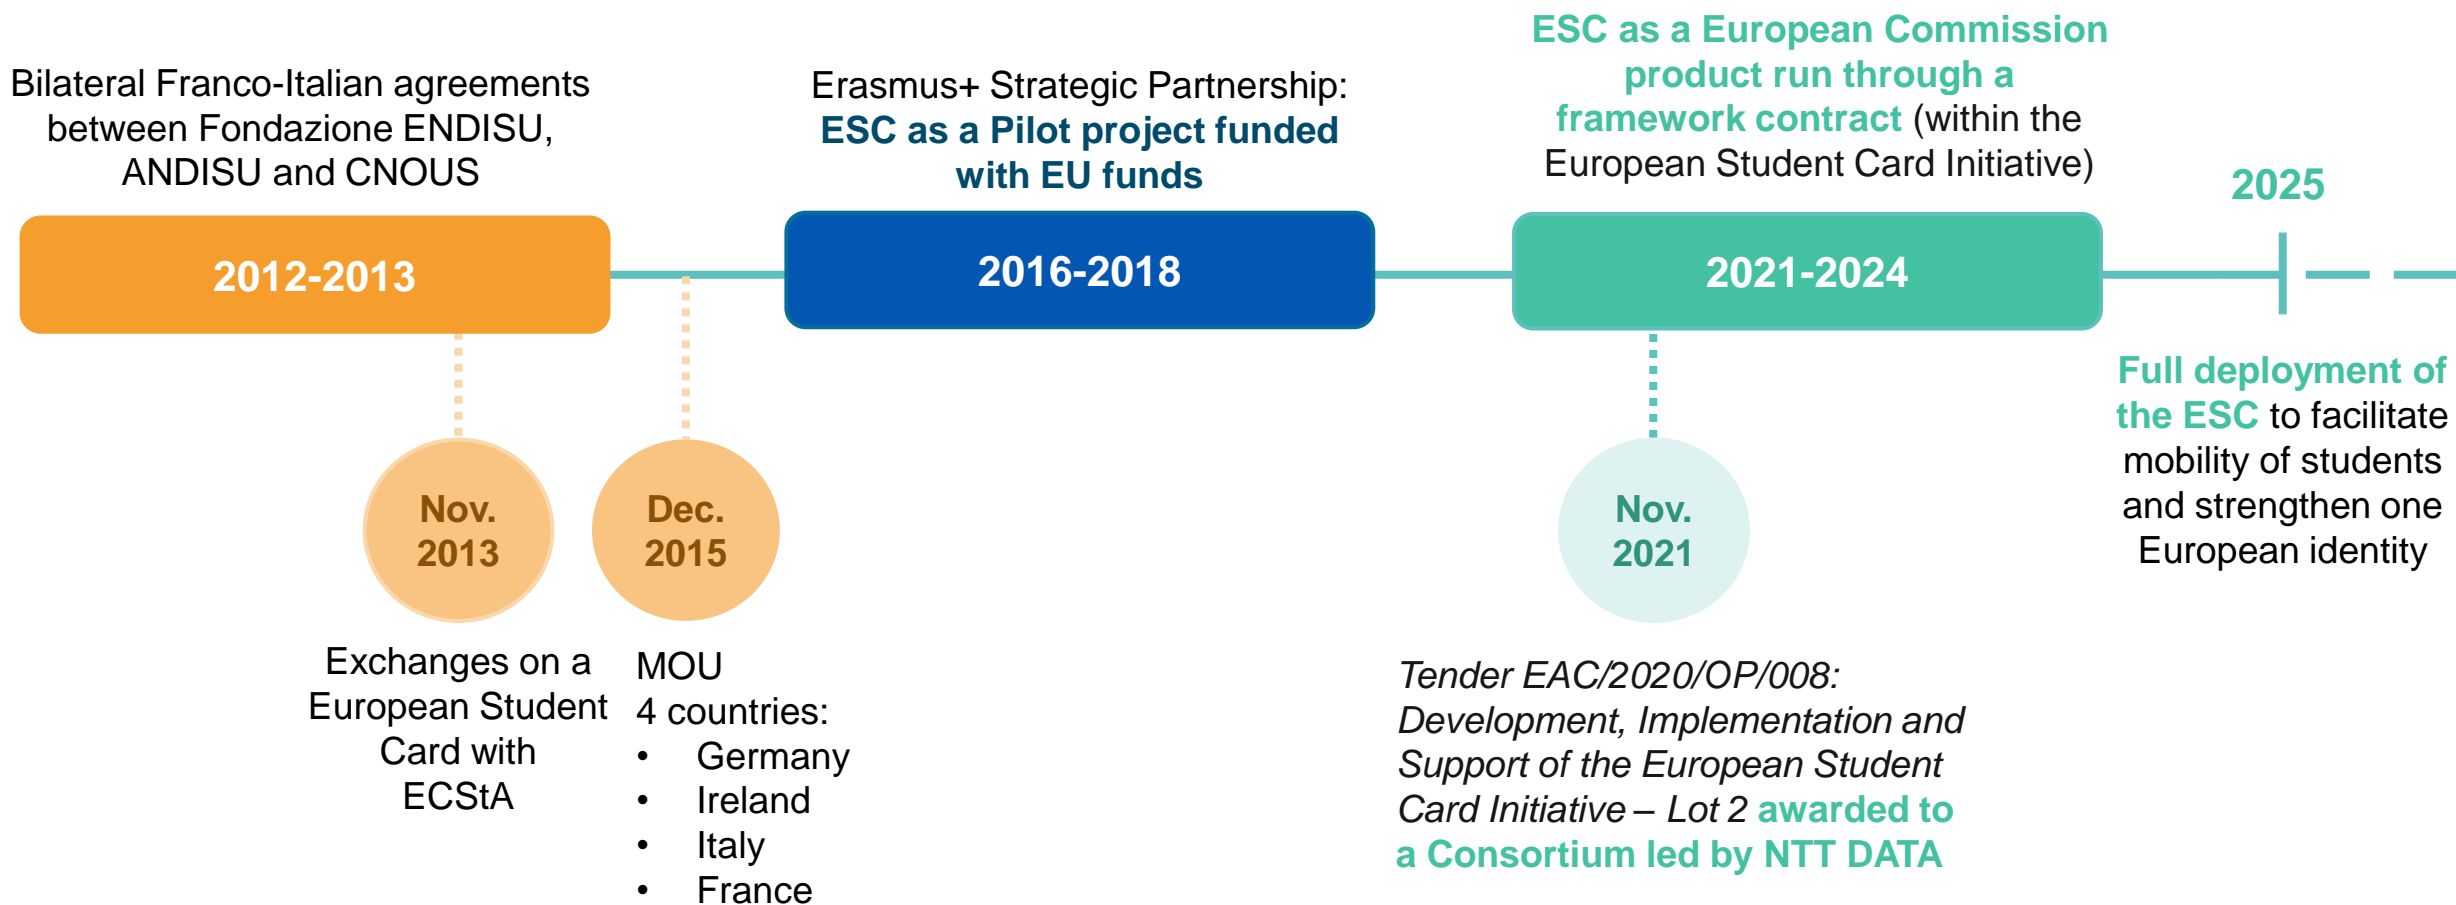 Bilateral Franco-Italian agreements
between Fondazione ENDISU,
ANDISU and CNOUS
2012-2013
Nov.
2013
Exchanges on a
European Student
Card with
ECStA
Dec.
2015
MOU
4 countries:
• Germany
• Ireland
• Italy
• France
Erasmus+ Strategic Partnership:
ESC as a Pilot project funded
with EU funds
2016-2018
ESC as a European Commission
product run through a
framework contract (within the
European Student Card Initiative)
2021-2024
Nov.
2021
Tender EAC/2020/OP/008:
Development, Implementation and
Support of the European Student
Card Initiative – Lot 2 awarded to
a Consortium led by NTT DATA
2025
Full deployment of
the ESC to facilitate
mobility of students
and strengthen one
European identity